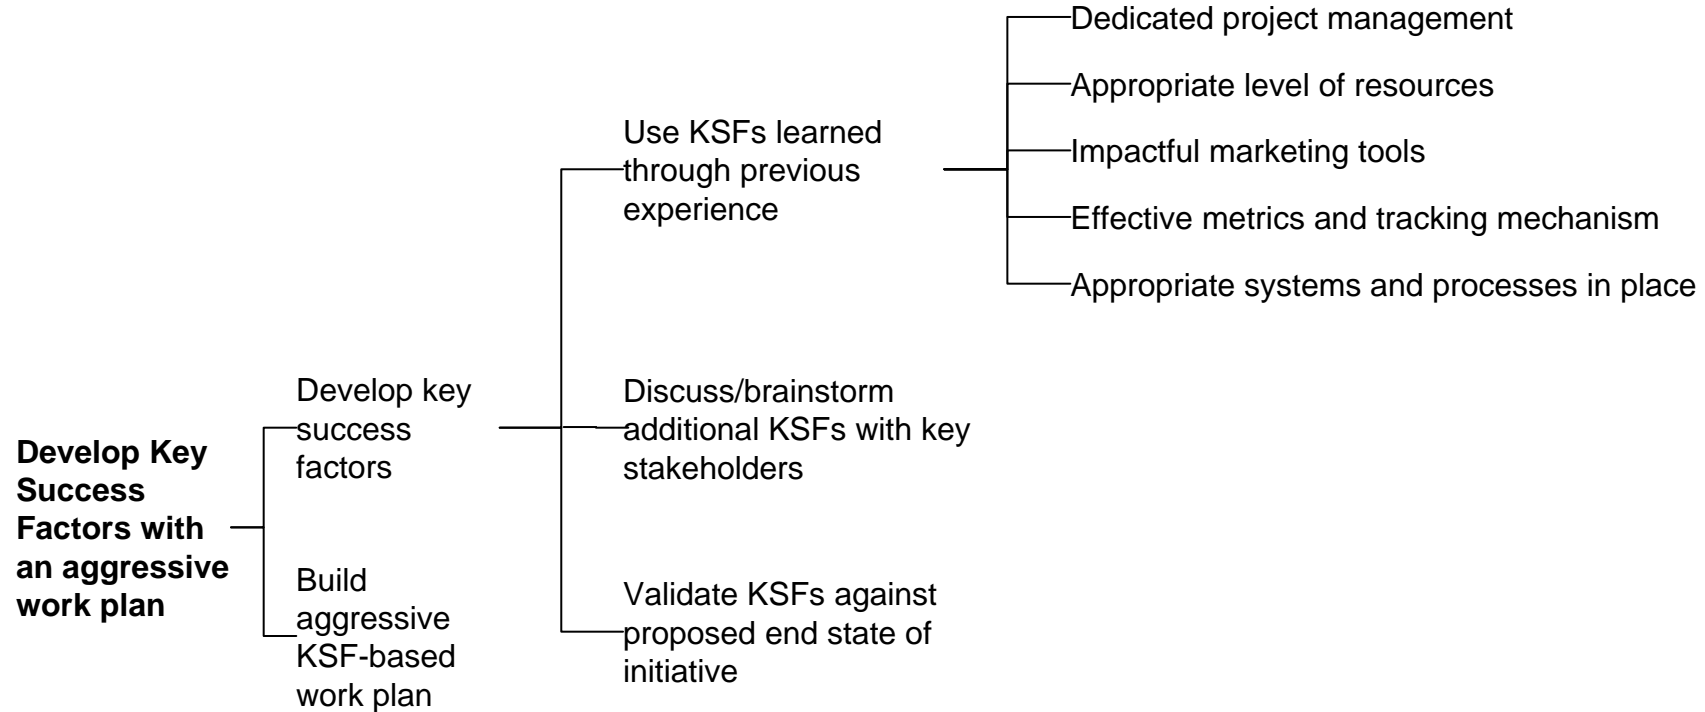 Develop Key
Success
Factors with
an aggressive
work plan
Develop key
success
factors
Build
aggressive
KSF-based
work plan
Use KSFs learned
through previous
experience
Discuss/brainstorm
additional KSFs with key
stakeholders
Validate KSFs against
proposed end state of
initiative
Dedicated project management
Appropriate level of resources
Impactful marketing tools
Effective metrics and tracking mechanism
Appropriate systems and processes in place